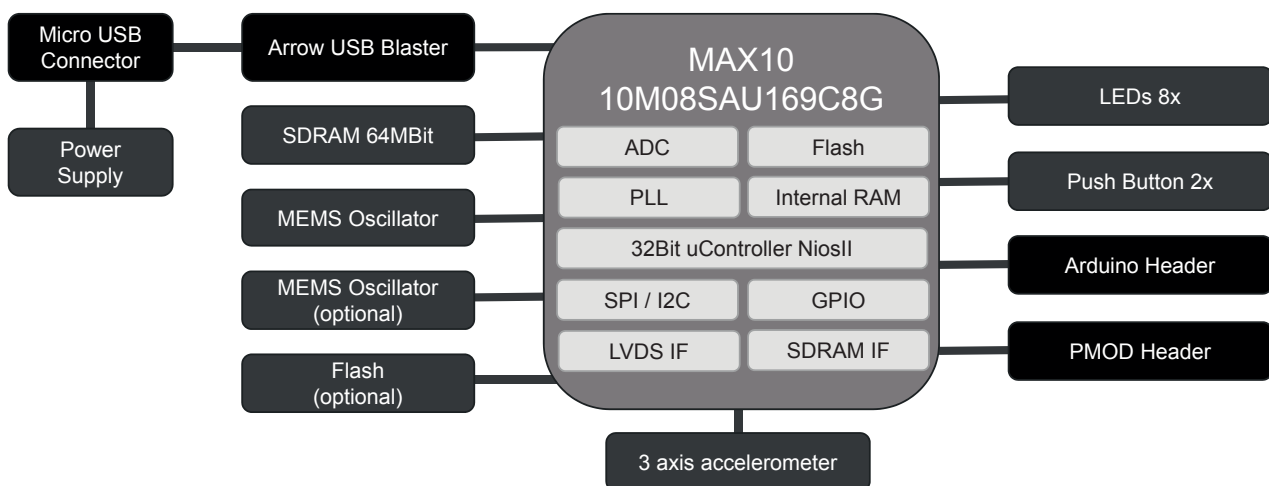 Micro USB
Connector
Power
Supply
Arrow USB Blaster
SDRAM 64MBit
MEMS Oscillator
MEMS Oscillator
(optional)
Flash
(optional)
MAX10
10M08SAU169C8G
ADC
Flash
PLL
Internal RAM
32Bit uController NiosII
SPI / I2C
GPIO
LVDS IF
SDRAM IF
3 axis accelerometer
LEDs 8x
Push Button 2x
Arduino Header
PMOD Header